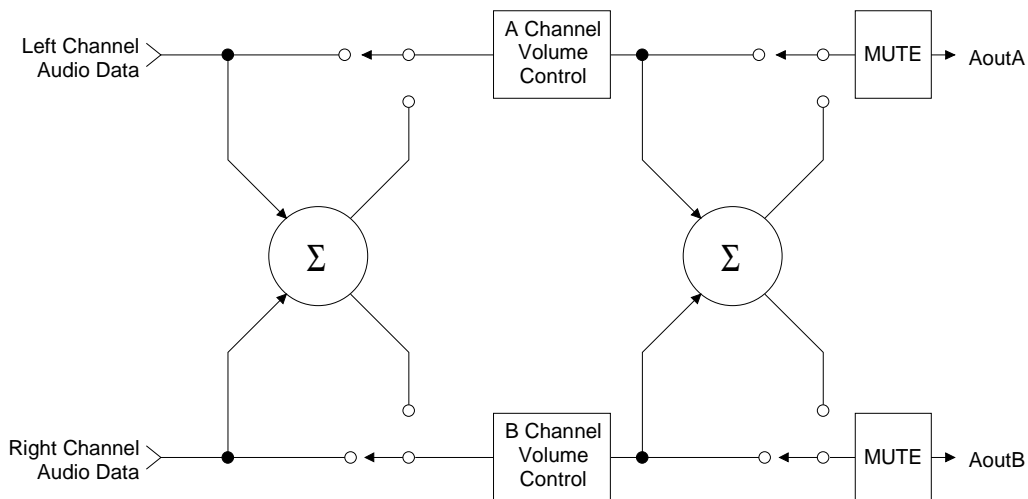 Left Channel
Audio Data
A Channel
Volume
Control
MUTE
AoutA
Σ
Σ
Right Channel
Audio Data
B Channel
Volume
Control
MUTE
AoutB